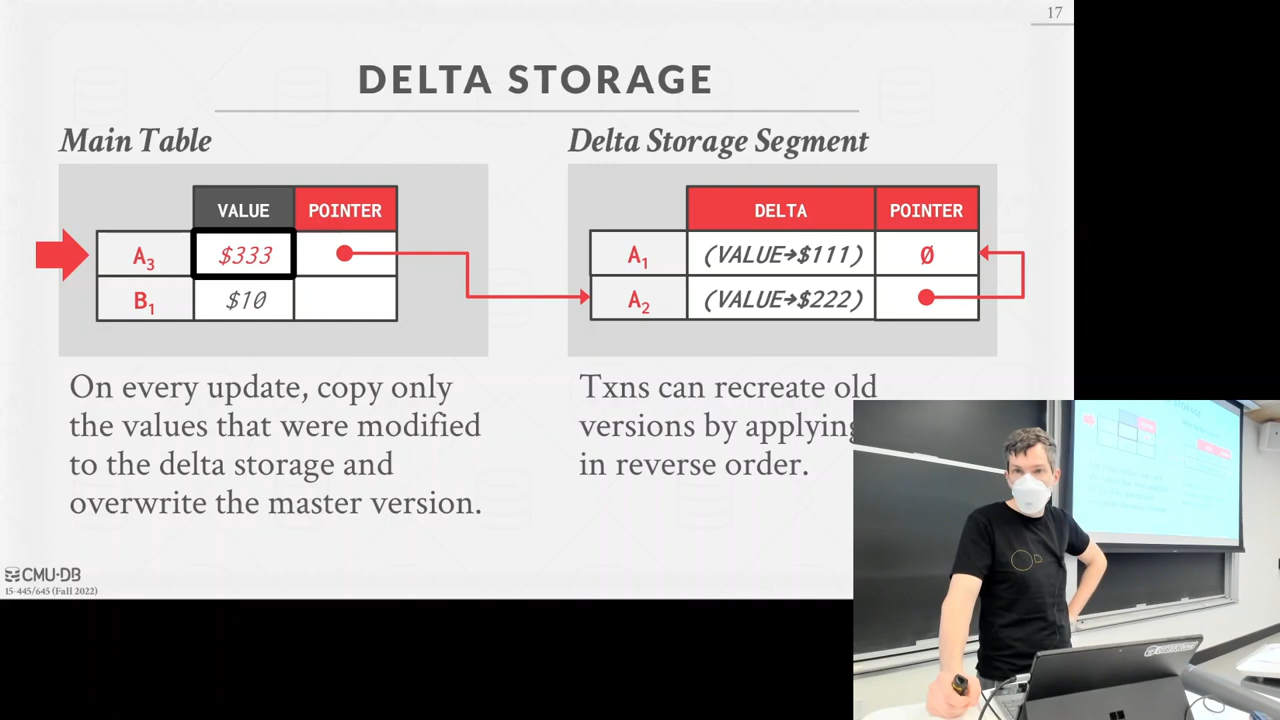 17
DELTA STORAGE
Main Table
VALUE POINTER
A3 $333
B1 $10
On every update, copy only
the values that were modified
to the delta storage and
overwrite the master version.
Delta Storage Segment
DELTA POINTER
A1 (VALUE→$111) Ø
A2 (VALUE→$222)
Txns can recreate old
versions by applying
in reverse order.
CMU·DB
15-445/645 (Fall 2022)